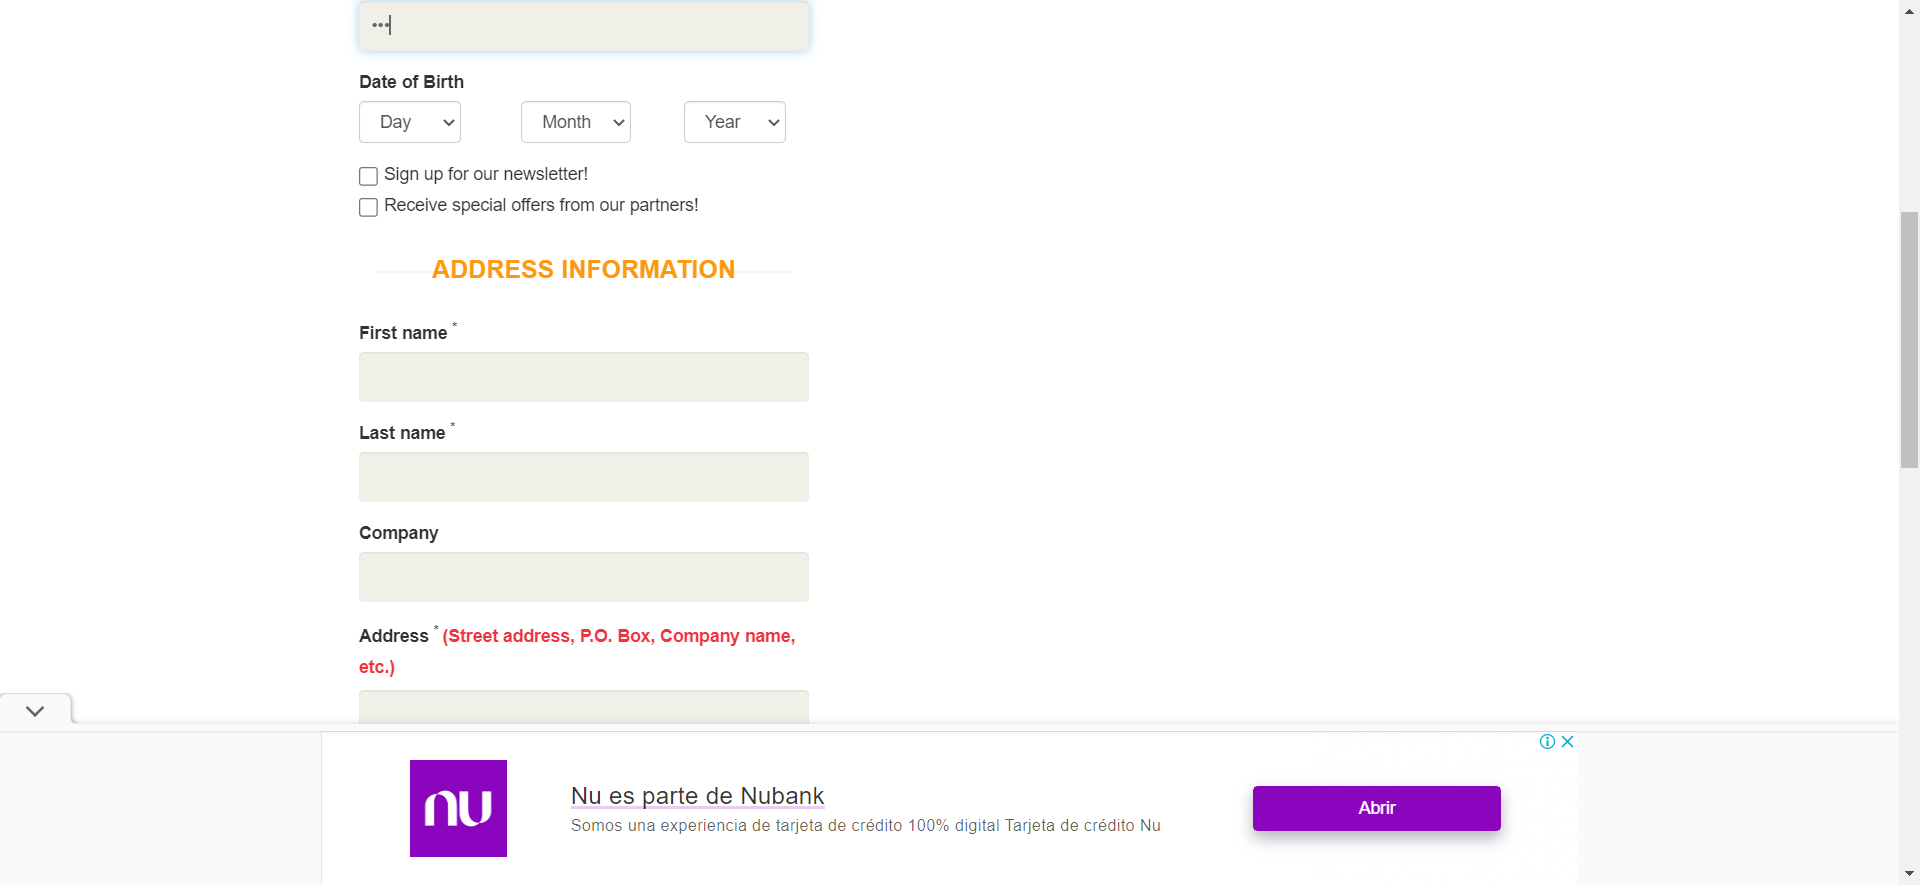 •••
Date of Birth
Day Month Year
Sign up for our newsletter!
Receive special offers from our partners!
ADDRESS INFORMATION
First name *
Last name *
Company
Address * (Street address, P.O. Box, Company name,
etc.)
nu
Nu es parte de Nubank
Somos una experiencia de tarjeta de crédito 100% digital Tarjeta de crédito Nu
Abrir